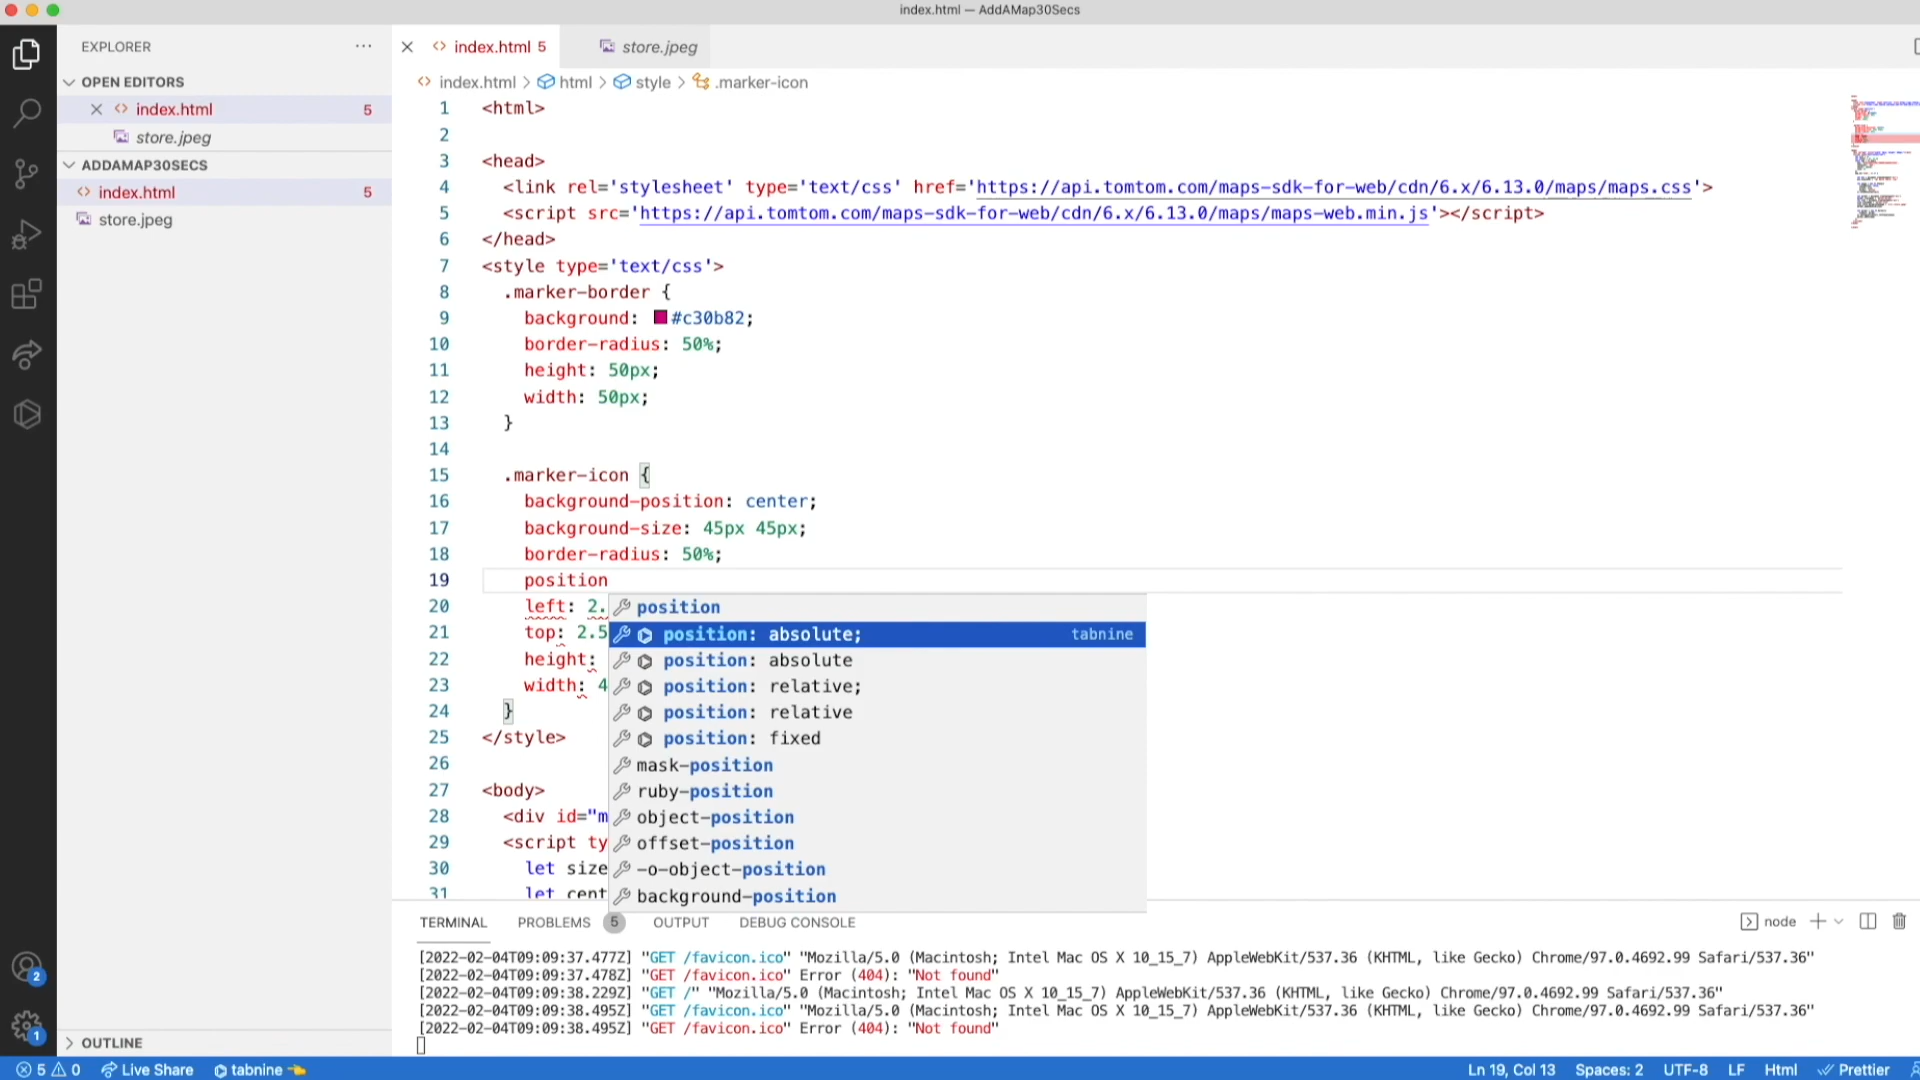 index.html — AddAMap30Secs
EXPLORER
OPEN EDITORS
index.html 5
store.jpeg
ADDAMAP30SECS
index.html 5
store.jpeg
OUTLINE
index.html 5
store.jpeg
index.html > html > style > .marker-icon
1 <html>
2
3 <head>
4 <link rel='stylesheet' type='text/css' href='https://api.tomtom.com/maps-sdk-for-web/cdn/6.x/6.13.0/maps/maps.css'>
5 <script src='https://api.tomtom.com/maps-sdk-for-web/cdn/6.x/6.13.0/maps/maps-web.min.js'></script>
6 </head>
7 <style type='text/css'>
8 .marker-border {
9 background: #c30b82;
10 border-radius: 50%;
11 height: 50px;
12 width: 50px;
13 }
14
15 .marker-icon {
16 background-position: center;
17 background-size: 45px 45px;
18 border-radius: 50%;
19 position
20 left: 2.
21 top: 2.5
22 height:
23 width: 4
24 }
25 </style>
26
27 <body>
28 <div id="m
29 <script ty
30 let size
31 let cent
position
position: absolute; tabnine
position: absolute
position: relative;
position: relative
position: fixed
mask-position
ruby-position
object-position
offset-position
-o-object-position
background-position
TERMINAL PROBLEMS 5 OUTPUT DEBUG CONSOLE
node
[2022-02-04T09:09:37.477Z] "GET /favicon.ico" "Mozilla/5.0 (Macintosh; Intel Mac OS X 10_15_7) AppleWebKit/537.36 (KHTML, like Gecko) Chrome/97.0.4692.99 Safari/537.36"
[2022-02-04T09:09:37.478Z] "GET /favicon.ico" Error (404): "Not found"
[2022-02-04T09:09:38.229Z] "GET /" "Mozilla/5.0 (Macintosh; Intel Mac OS X 10_15_7) AppleWebKit/537.36 (KHTML, like Gecko) Chrome/97.0.4692.99 Safari/537.36"
[2022-02-04T09:09:38.495Z] "GET /favicon.ico" "Mozilla/5.0 (Macintosh; Intel Mac OS X 10_15_7) AppleWebKit/537.36 (KHTML, like Gecko) Chrome/97.0.4692.99 Safari/537.36"
[2022-02-04T09:09:38.495Z] "GET /favicon.ico" Error (404): "Not found"
2
1
5 0 Live Share tabnine Ln 19, Col 13 Spaces: 2 UTF-8 LF Html Prettier